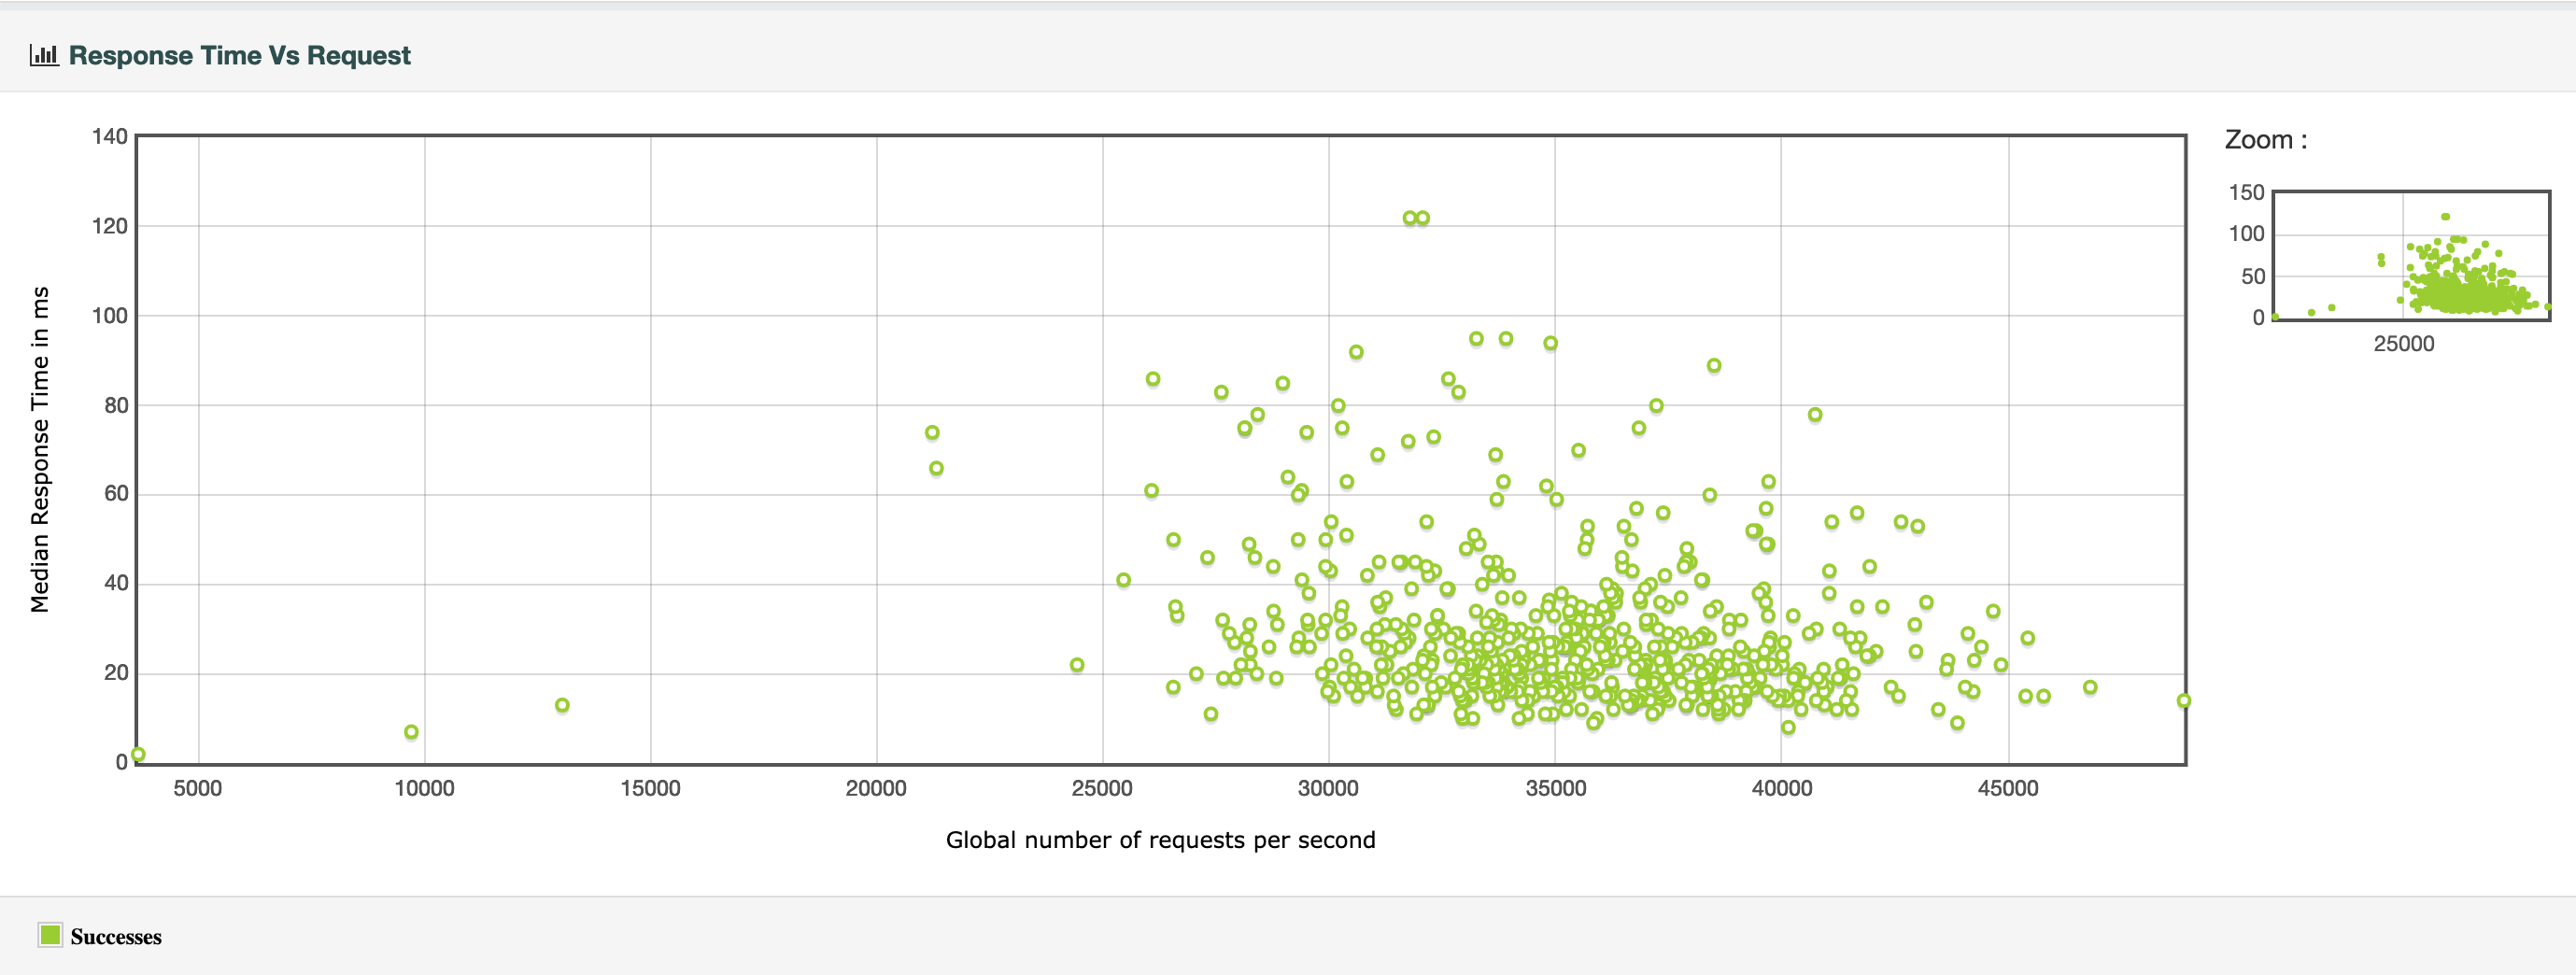 Response Time Vs Request
140
120
100
80
60
40
20
0
Median Response Time in ms
5000 10000 15000 20000 25000 30000 35000 40000 45000
Global number of requests per second
Zoom :
150
100
50
0
25000
Successes